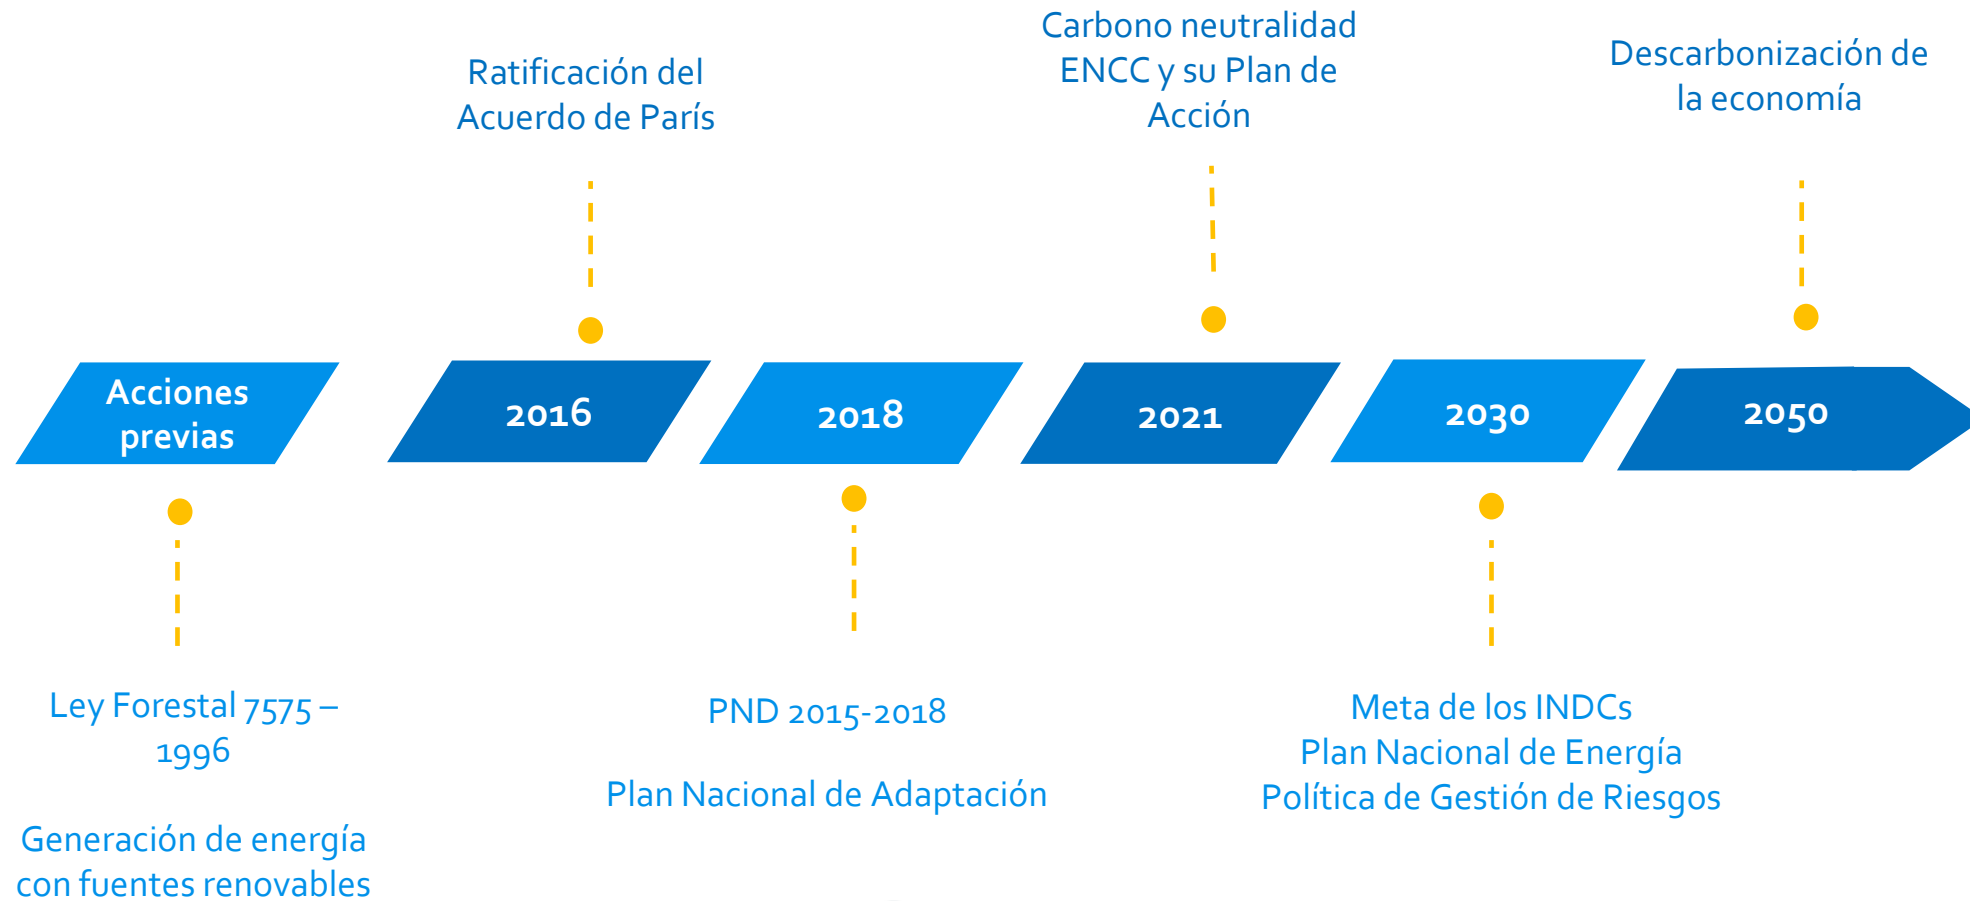 Ratificación del
Acuerdo de París
Carbono neutralidad
ENCC y su Plan de
Acción
Descarbonización de
la economía
Acciones
previas
2016
2018
2021
2030
2050
Ley Forestal 7575 –
1996
Generación de energía
con fuentes renovables
PND 2015-2018
Plan Nacional de Adaptación
Meta de los INDCs
Plan Nacional de Energía
Política de Gestión de Riesgos